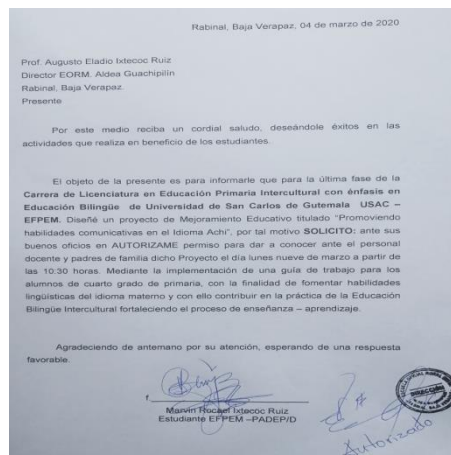 Rabinal, Baja Verapaz, 04 de marzo de 2020
Prof. Augusto Eladio Ixtecoc Ruiz
Director EORM. Aldea Guachipilín
Rabinal, Baja Verapaz.
Presente
Por este medio reciba un cordial saludo, deseándole éxitos en las
actividades que realiza en beneficio de los estudiantes.
El objeto de la presente es para informarle que para la última fase de la
Carrera de Licenciatura en Educación Primaria Intercultural con énfasis en
Educación Bilingüe de Universidad de San Carlos de Gutemala USAC –
EFPEM. Diseñé un proyecto de Mejoramiento Educativo titulado “Promoviendo
habilidades comunicativas en el Idioma Achi”, por tal motivo SOLICITO: ante sus
buenos oficios en AUTORIZAME permiso para dar a conocer ante el personal
docente y padres de familia dicho Proyecto el día lunes nueve de marzo a partir de
las 10:30 horas. Mediante la implementación de una guía de trabajo para los
alumnos de cuarto grado de primaria, con la finalidad de fomentar habilidades
lingüísticas del idioma materno y con ello contribuir en la práctica de la Educación
Bilingüe Intercultural fortaleciendo el proceso de enseñanza – aprendizaje.
Agradeciendo de antemano por su atención, esperando de una respuesta
favorable.
f
Marvin Rocael Ixtecoc Ruiz
Estudiante EFPEM –PADEP/D
DIRECCIÓN
Autorizado